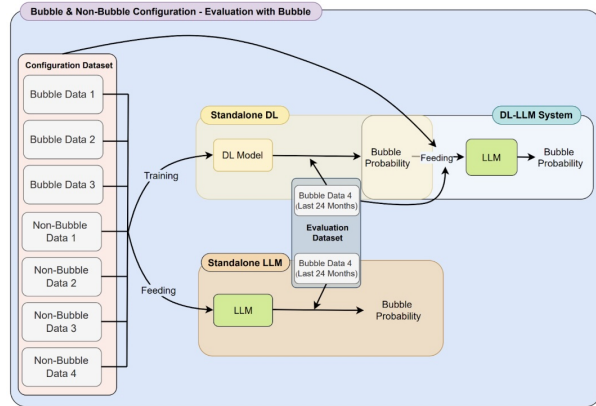 Bubble & Non-Bubble Configuration - Evaluation with Bubble
Configuration Dataset
Bubble Data 1
Bubble Data 2
Bubble Data 3
Non-Bubble
Data 1
Non-Bubble
Data 2
Non-Bubble
Data 3
Non-Bubble
Data 4
Training
Feeding
Standalone DL
DL Model
Bubble
Probability
DL-LLM System
Feeding
LLM
Bubble
Probability
Bubble Data 4
(Last 24 Months)
Evaluation
Dataset
Bubble Data 4
(Last 24 Months)
Standalone LLM
LLM
Bubble
Probability